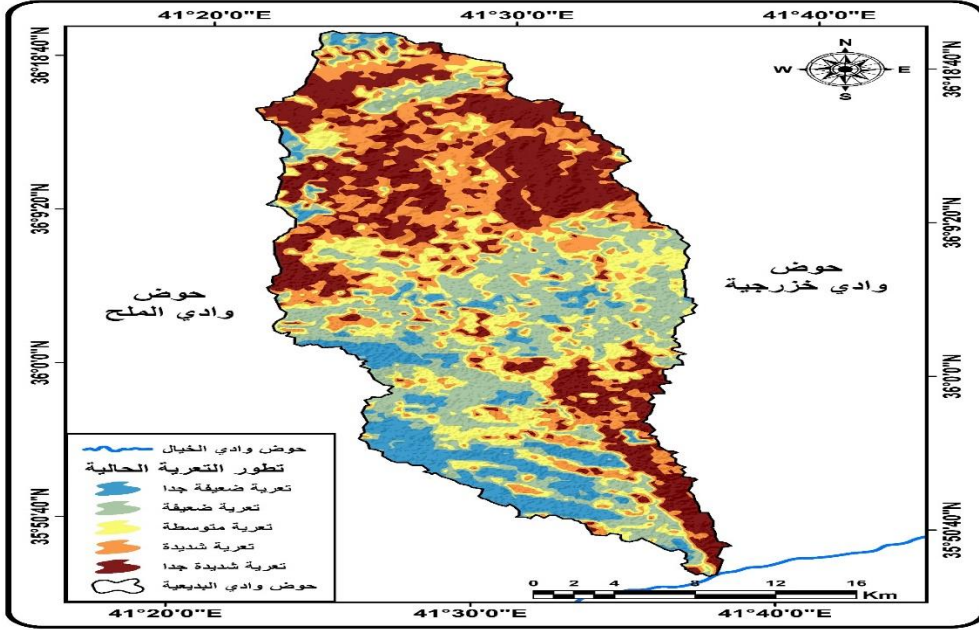 41°20'0"E 41°30'0"E 41°40'0"E
36°18'40"N 36°18'40"N
N
W E
S
36°9'20"N 36°9'20"N
حوض
وادي خزرجية
حوض
وادي الملح
36°0'0"N 36°0'0"N
حوض وادي الخيال
تطور التعرية الحالية
تعرية ضعيفة جدا
تعرية ضعيفة
تعرية متوسطة
تعرية شديدة
تعرية شديدة جدا
حوض وادي البديعية
35°50'40"N 35°50'40"N
0 2 4 8 12 16
Km
41°20'0"E 41°30'0"E 41°40'0"E